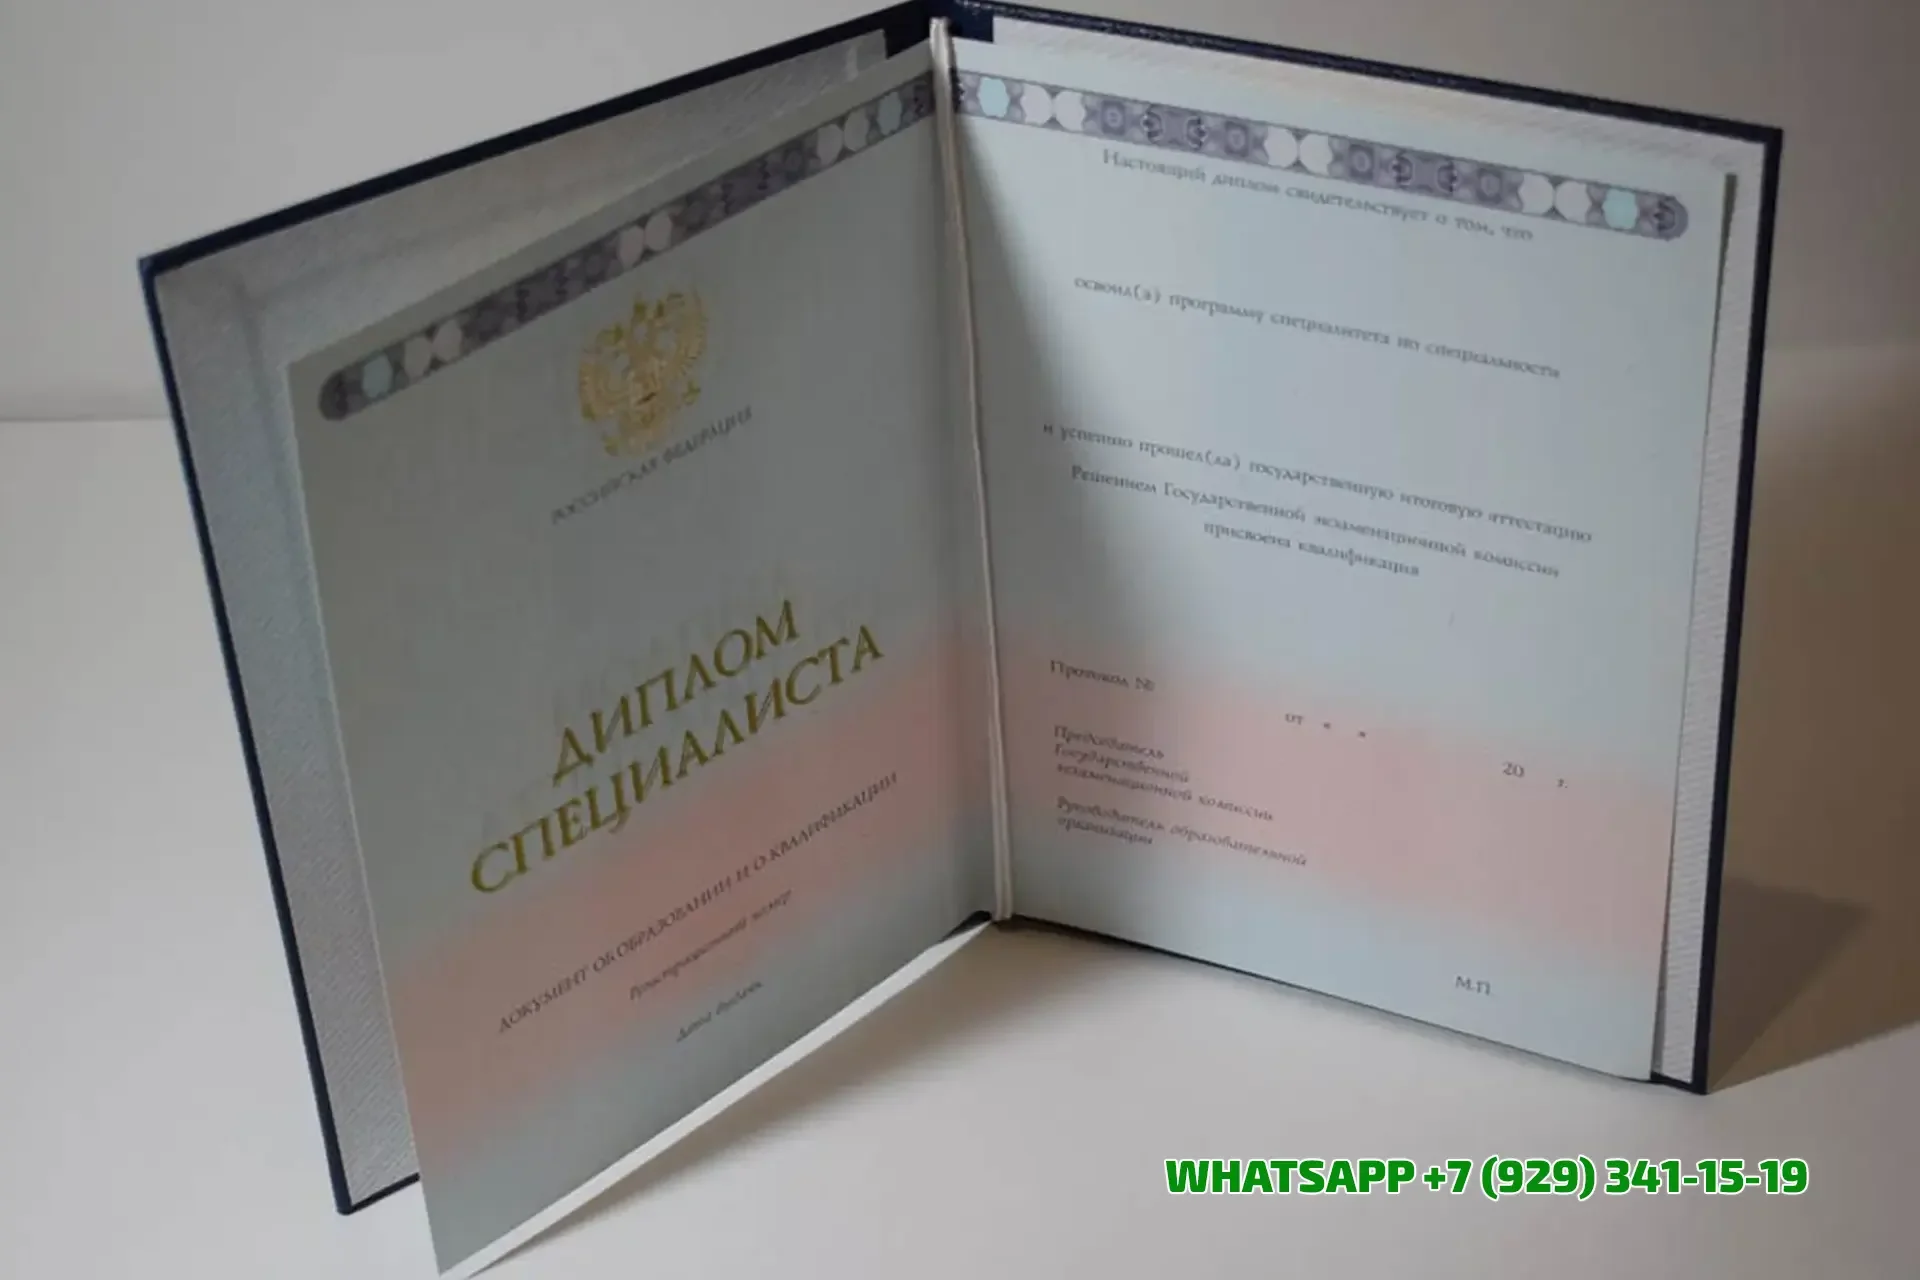 РОССИЙСКАЯ ФЕДЕРАЦИЯ
ДИПЛОМ
СПЕЦИАЛИСТА
ДОКУМЕНТ ОБ ОБРАЗОВАНИИ И О КВАЛИФИКАЦИИ
Регистрационный номер
Дата выдачи
Настоящий диплом свидетельствует о том, что
освоил(а) программу специалитета по специальности
и успешно прошел(ла) государственную итоговую аттестацию
Решением Государственной экзаменационной комиссии
присвоена квалификация
Протокол №
от « »
20 г.
Председатель
Государственной
экзаменационной комиссии
Руководитель образовательной
организации
М.П.
WHATSAPP +7 (929) 341-15-19